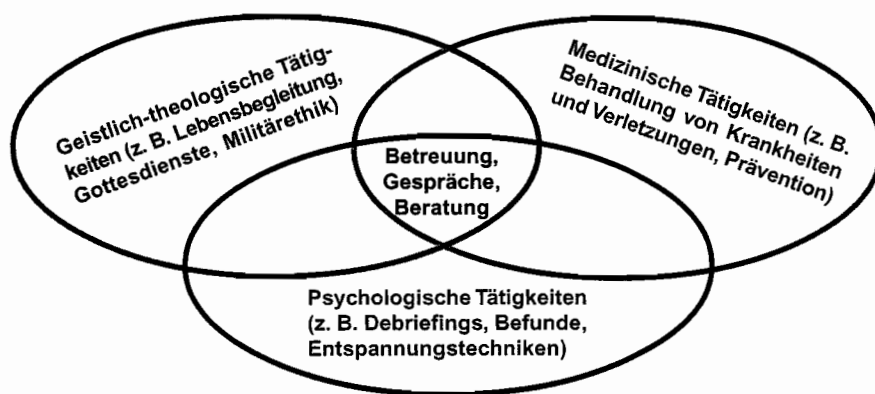 Geistlich-theologische Tätig-
keiten (z. B. Lebensbegleitung,
Gottesdienste, Militärethik)
Medizinische Tätigkeiten (z. B.
Behandlung von Krankheiten
und Verletzungen, Prävention)
Betreuung,
Gespräche,
Beratung
Psychologische Tätigkeiten
(z. B. Debriefings, Befunde,
Entspannungstechniken)